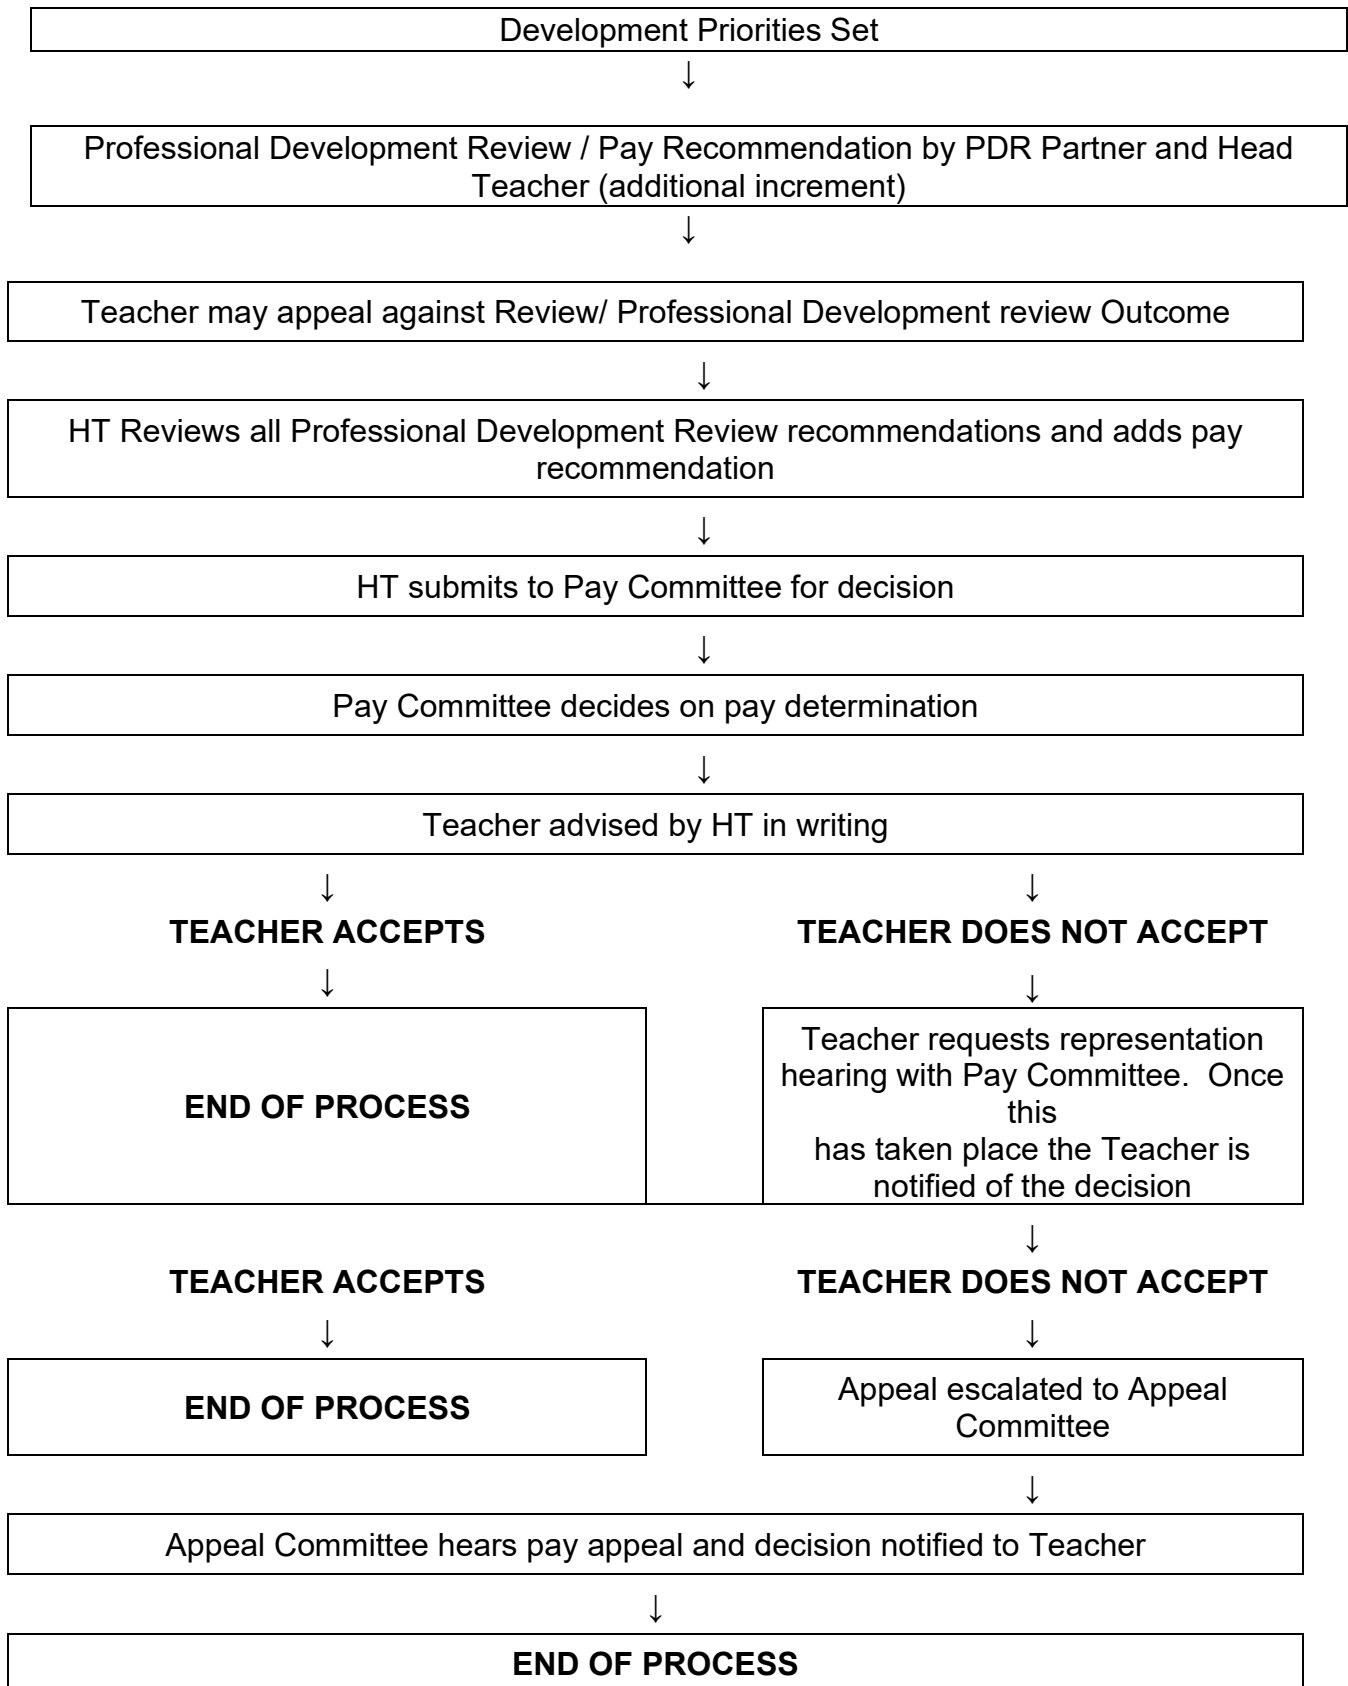 Development Priorities Set
↓
Professional Development Review / Pay Recommendation by PDR Partner and Head
Teacher (additional increment)
↓
Teacher may appeal against Review/ Professional Development review Outcome
↓
HT Reviews all Professional Development Review recommendations and adds pay
recommendation
↓
HT submits to Pay Committee for decision
↓
Pay Committee decides on pay determination
↓
Teacher advised by HT in writing
↓ ↓
TEACHER ACCEPTS
TEACHER DOES NOT ACCEPT
↓ ↓
END OF PROCESS
Teacher requests representation
hearing with Pay Committee.  Once
this
has taken place the Teacher is
notified of the decision
↓
TEACHER ACCEPTS
TEACHER DOES NOT ACCEPT
↓ ↓
END OF PROCESS
Appeal escalated to Appeal
Committee
↓
Appeal Committee hears pay appeal and decision notified to Teacher
↓
END OF PROCESS